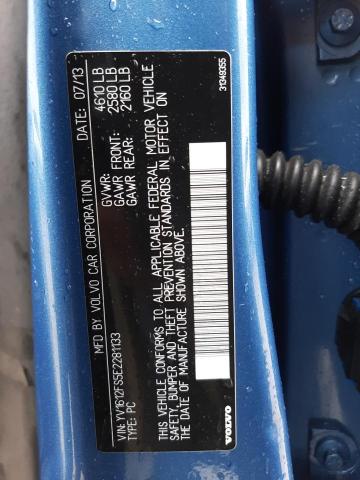 MFD BY VOLVO CAR CORPORATION DATE: 07/13
GVWR: 4610 LB
GAWR FRONT: 2580 LB
GAWR REAR: 2160 LB
VIN: YV1612FS5E2281133
TYPE: PC
THIS VEHICLE CONFORMS TO ALL APPLICABLE FEDERAL MOTOR VEHICLE
SAFETY, BUMPER AND THEFT PREVENTION STANDARDS IN EFFECT ON
THE DATE OF MANUFACTURE SHOWN ABOVE.
VOLVO
31349355